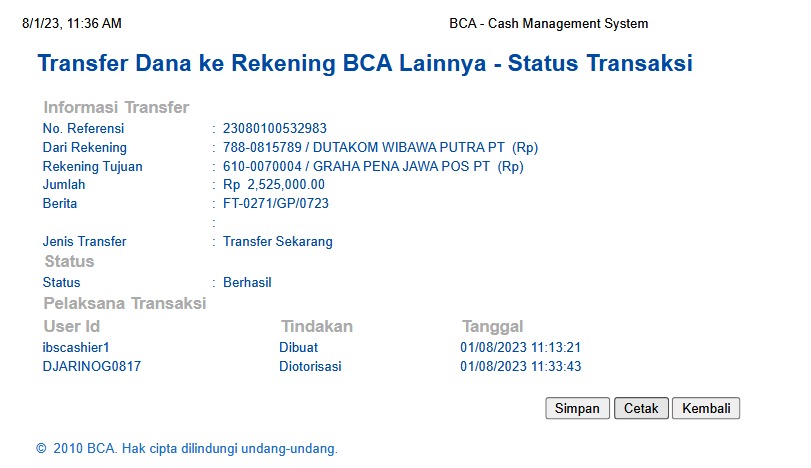 8/1/23, 11:36 AM BCA - Cash Management System
Transfer Dana ke Rekening BCA Lainnya - Status Transaksi
Informasi Transfer
No. Referensi : 23080100532983
Dari Rekening : 788-0815789 / DUTAKOM WIBAWA PUTRA PT (Rp)
Rekening Tujuan : 610-0070004 / GRAHA PENA JAWA POS PT (Rp)
Jumlah : Rp 2,525,000.00
Berita : FT-0271/GP/0723
:
Jenis Transfer : Transfer Sekarang
Status
Status : Berhasil
Pelaksana Transaksi
User Id Tindakan Tanggal
ibscashier1 Dibuat 01/08/2023 11:13:21
DJARINOG0817 Diotorisasi 01/08/2023 11:33:43
Simpan Cetak Kembali
© 2010 BCA. Hak cipta dilindungi undang-undang.